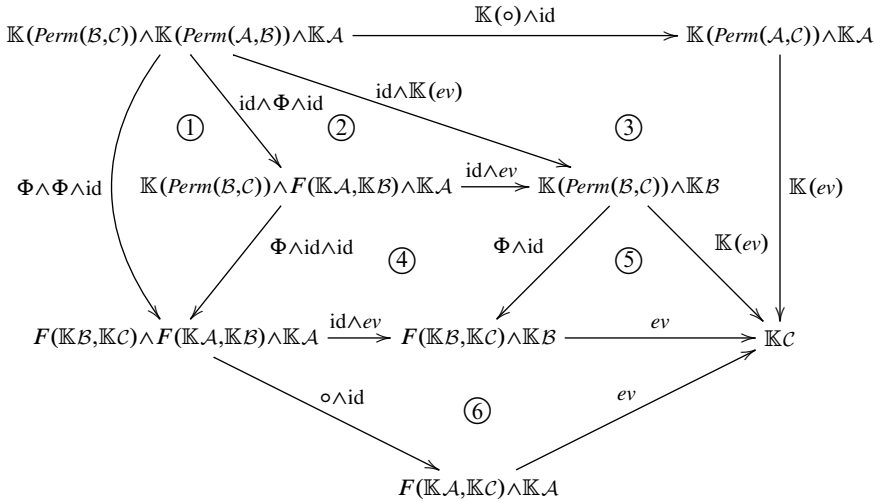 𝕂(∘)∧id
𝕂(Perm(ℬ,𝒞))∧𝕂(Perm(𝒜,ℬ))∧𝕂𝒜 𝕂(Perm(𝒜,𝒞))∧𝕂𝒜
id∧𝕂(ev)
id∧Φ∧id
① ② ③
Φ∧Φ∧id 𝕂(Perm(ℬ,𝒞))∧F(𝕂𝒜,𝕂ℬ)∧𝕂𝒜 id∧ev 𝕂(Perm(ℬ,𝒞))∧𝕂ℬ 𝕂(ev)
Φ∧id∧id ④ Φ∧id ⑤ 𝕂(ev)
F(𝕂ℬ,𝕂𝒞)∧F(𝕂𝒜,𝕂ℬ)∧𝕂𝒜 id∧ev F(𝕂ℬ,𝕂𝒞)∧𝕂ℬ ev 𝕂𝒞
∘∧id ⑥ ev
F(𝕂𝒜,𝕂𝒞)∧𝕂𝒜